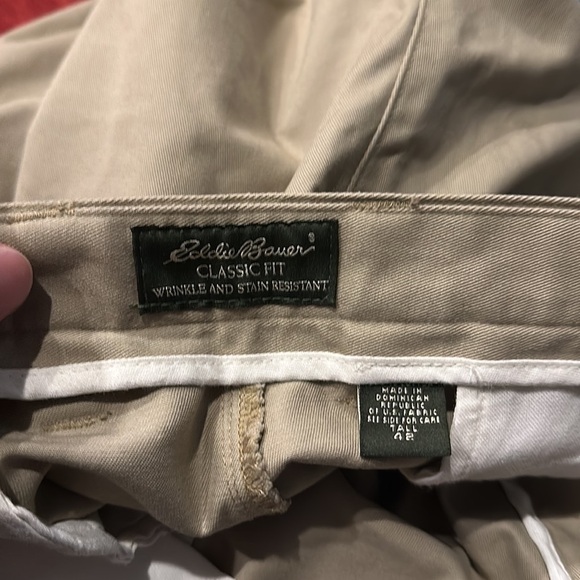 Eddie Bauer®
CLASSIC FIT
WRINKLE AND STAIN RESISTANT
MADE IN
DOMINICAN
REPUBLIC
OF U.S. FABRIC
SEE SIDE FOR CARE
TALL
42